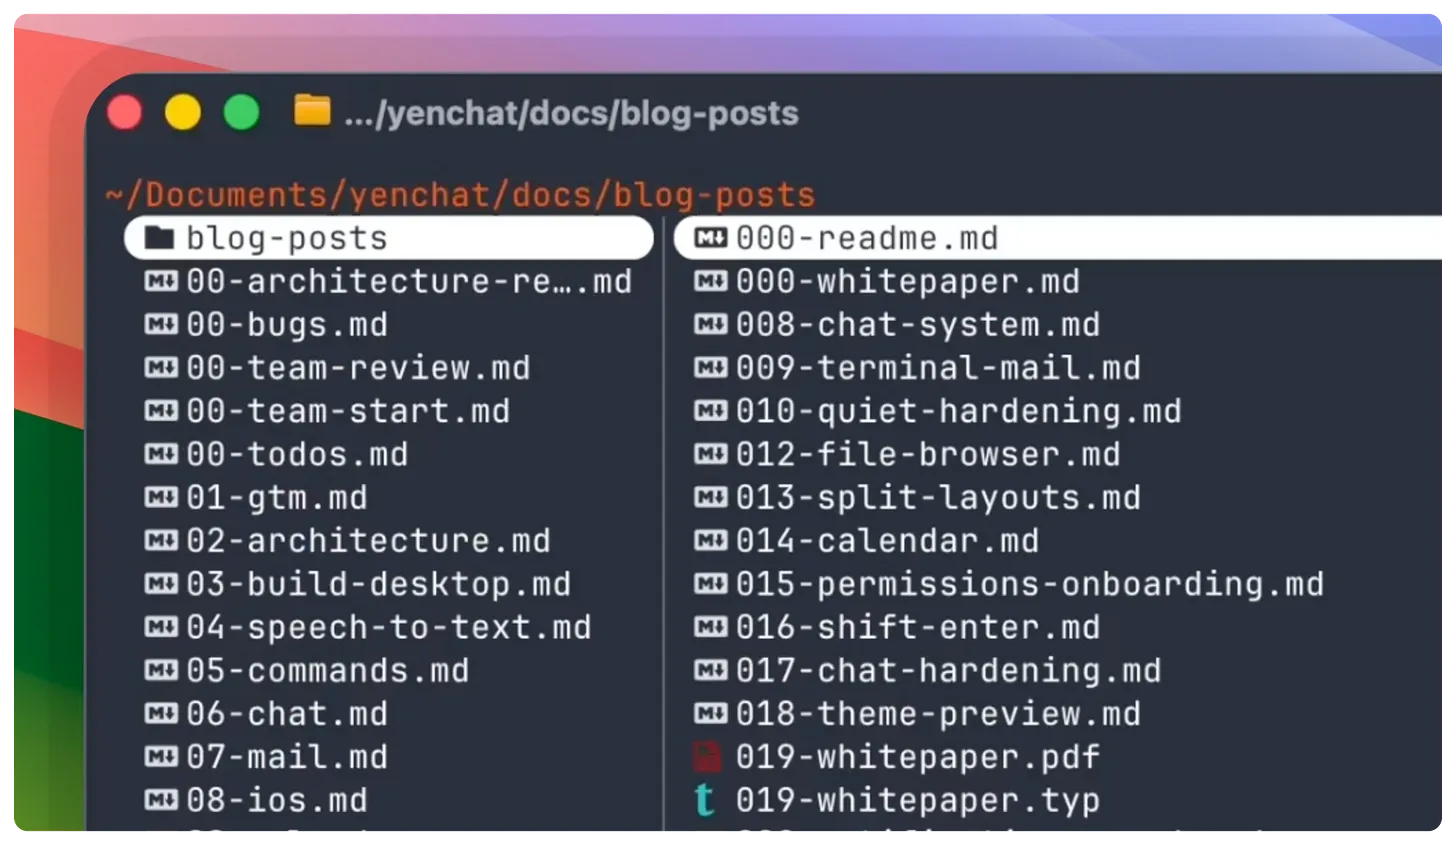 .../yenchat/docs/blog-posts
~/Documents/yenchat/docs/blog-posts
blog-posts
00-architecture-re….md
00-bugs.md
00-team-review.md
00-team-start.md
00-todos.md
01-gtm.md
02-architecture.md
03-build-desktop.md
04-speech-to-text.md
05-commands.md
06-chat.md
07-mail.md
08-ios.md
000-readme.md
000-whitepaper.md
008-chat-system.md
009-terminal-mail.md
010-quiet-hardening.md
012-file-browser.md
013-split-layouts.md
014-calendar.md
015-permissions-onboarding.md
016-shift-enter.md
017-chat-hardening.md
018-theme-preview.md
019-whitepaper.pdf
t 019-whitepaper.typ